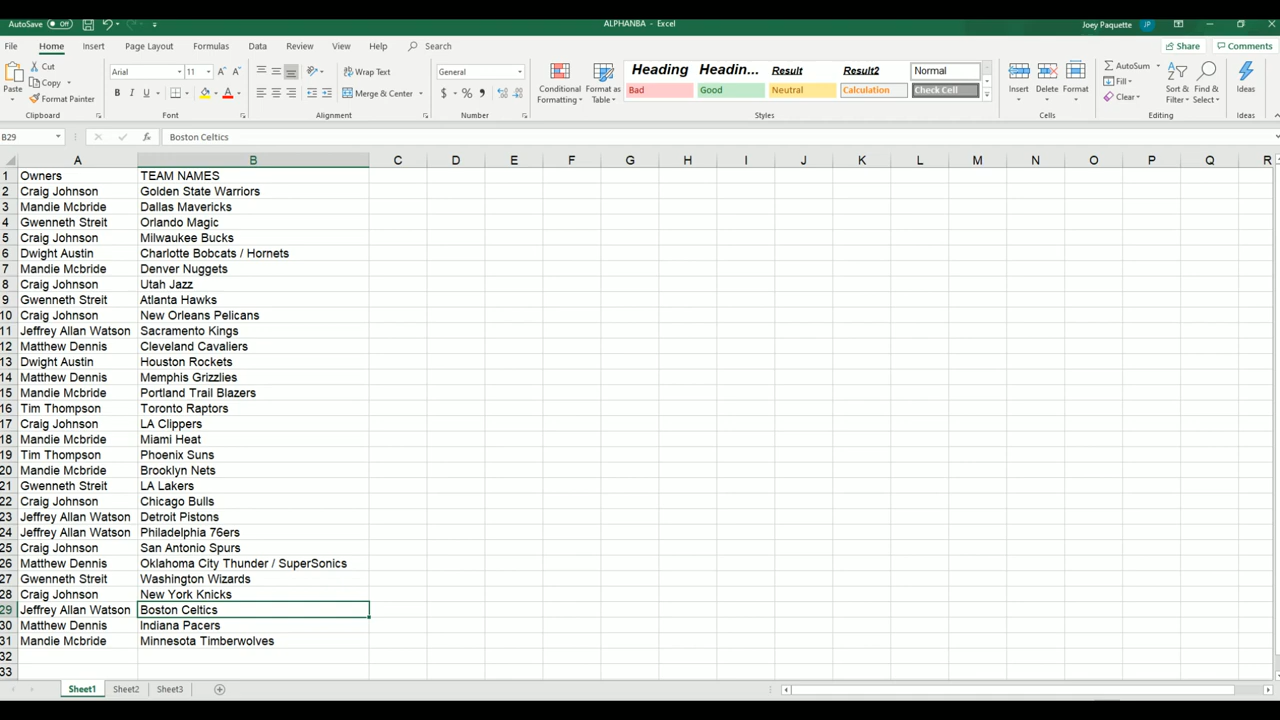 AutoSave Off ALPHANBA - Excel Joey Paquette JP
File Home Insert Page Layout Formulas Data Review View Help Search Share Comments
Paste Cut Copy Format Painter Clipboard
Arial 11 A A B I U A Font
Wrap Text Merge & Center Alignment
General $ % , Number
Conditional Formatting Format as Table
Heading Headin... Result Result2 Normal
Bad Good Neutral Calculation Check Cell
Styles
Insert Delete Format Cells
AutoSum Fill Clear Sort & Filter Find & Select Editing
Ideas Ideas
B29 fx Boston Celtics
A B C D E F G H I J K L M N O P Q R
1 Owners TEAM NAMES
2 Craig Johnson Golden State Warriors
3 Mandie Mcbride Dallas Mavericks
4 Gwenneth Streit Orlando Magic
5 Craig Johnson Milwaukee Bucks
6 Dwight Austin Charlotte Bobcats / Hornets
7 Mandie Mcbride Denver Nuggets
8 Craig Johnson Utah Jazz
9 Gwenneth Streit Atlanta Hawks
10 Craig Johnson New Orleans Pelicans
11 Jeffrey Allan Watson Sacramento Kings
12 Matthew Dennis Cleveland Cavaliers
13 Dwight Austin Houston Rockets
14 Matthew Dennis Memphis Grizzlies
15 Mandie Mcbride Portland Trail Blazers
16 Tim Thompson Toronto Raptors
17 Craig Johnson LA Clippers
18 Mandie Mcbride Miami Heat
19 Tim Thompson Phoenix Suns
20 Mandie Mcbride Brooklyn Nets
21 Gwenneth Streit LA Lakers
22 Craig Johnson Chicago Bulls
23 Jeffrey Allan Watson Detroit Pistons
24 Jeffrey Allan Watson Philadelphia 76ers
25 Craig Johnson San Antonio Spurs
26 Matthew Dennis Oklahoma City Thunder / SuperSonics
27 Gwenneth Streit Washington Wizards
28 Craig Johnson New York Knicks
29 Jeffrey Allan Watson Boston Celtics
30 Matthew Dennis Indiana Pacers
31 Mandie Mcbride Minnesota Timberwolves
32
33
Sheet1 Sheet2 Sheet3